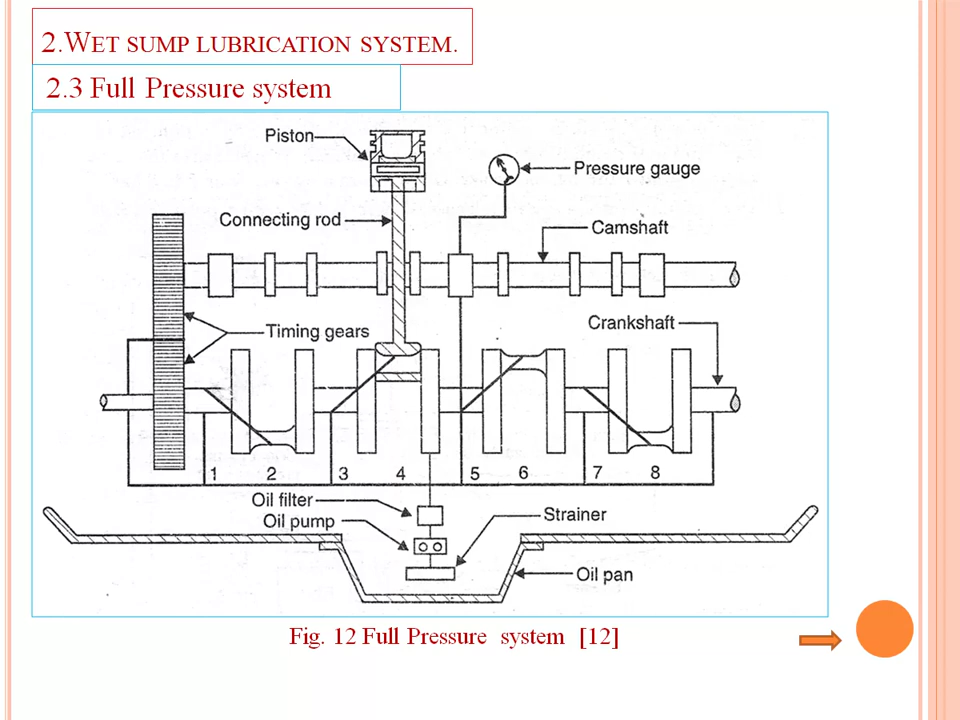 2.WET SUMP LUBRICATION SYSTEM.
2.3 Full Pressure system
Piston
Pressure gauge
Connecting rod
Camshaft
Timing gears
Crankshaft
1 2 3 4 5 6 7 8
Oil filter
Oil pump
Strainer
Oil pan
Fig. 12 Full Pressure system [12]